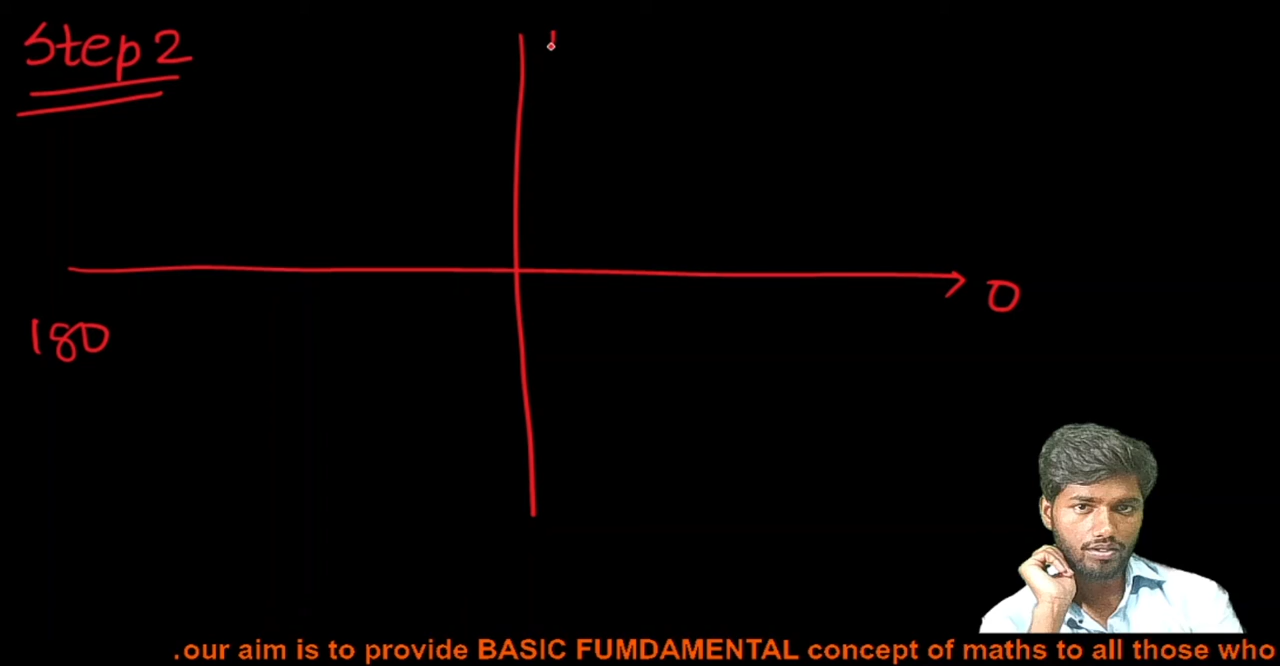 Step 2
0
180
.our aim is to provide BASIC FUMDAMENTAL concept of maths to all those who